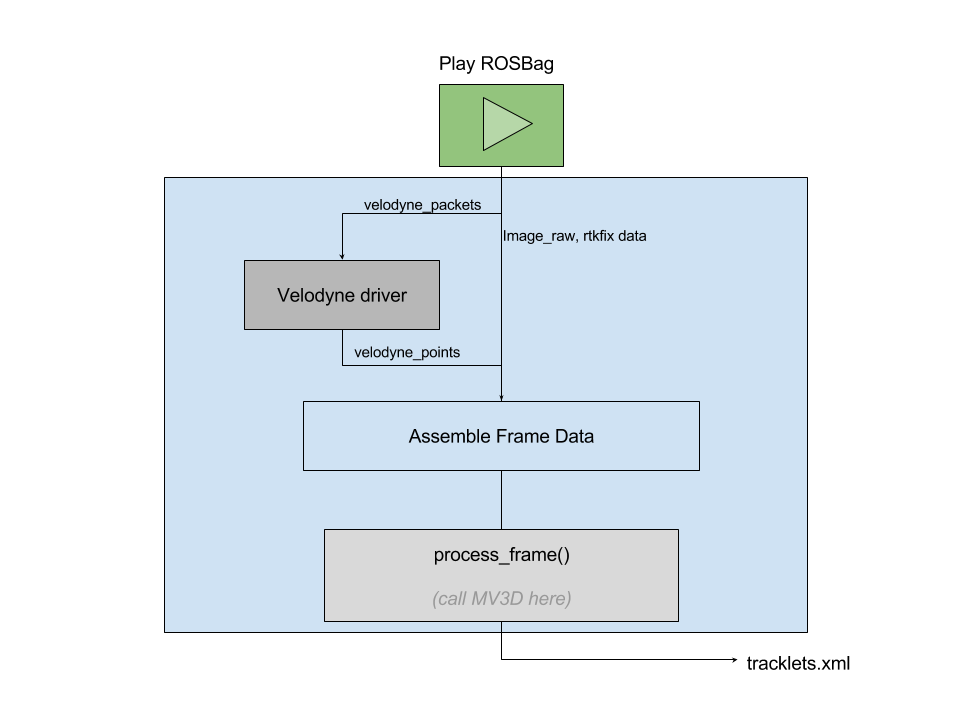 Play ROSBag
velodyne_packets
Image_raw, rtkfix data
Velodyne driver
velodyne_points
Assemble Frame Data
process_frame()
(call MV3D here)
tracklets.xml